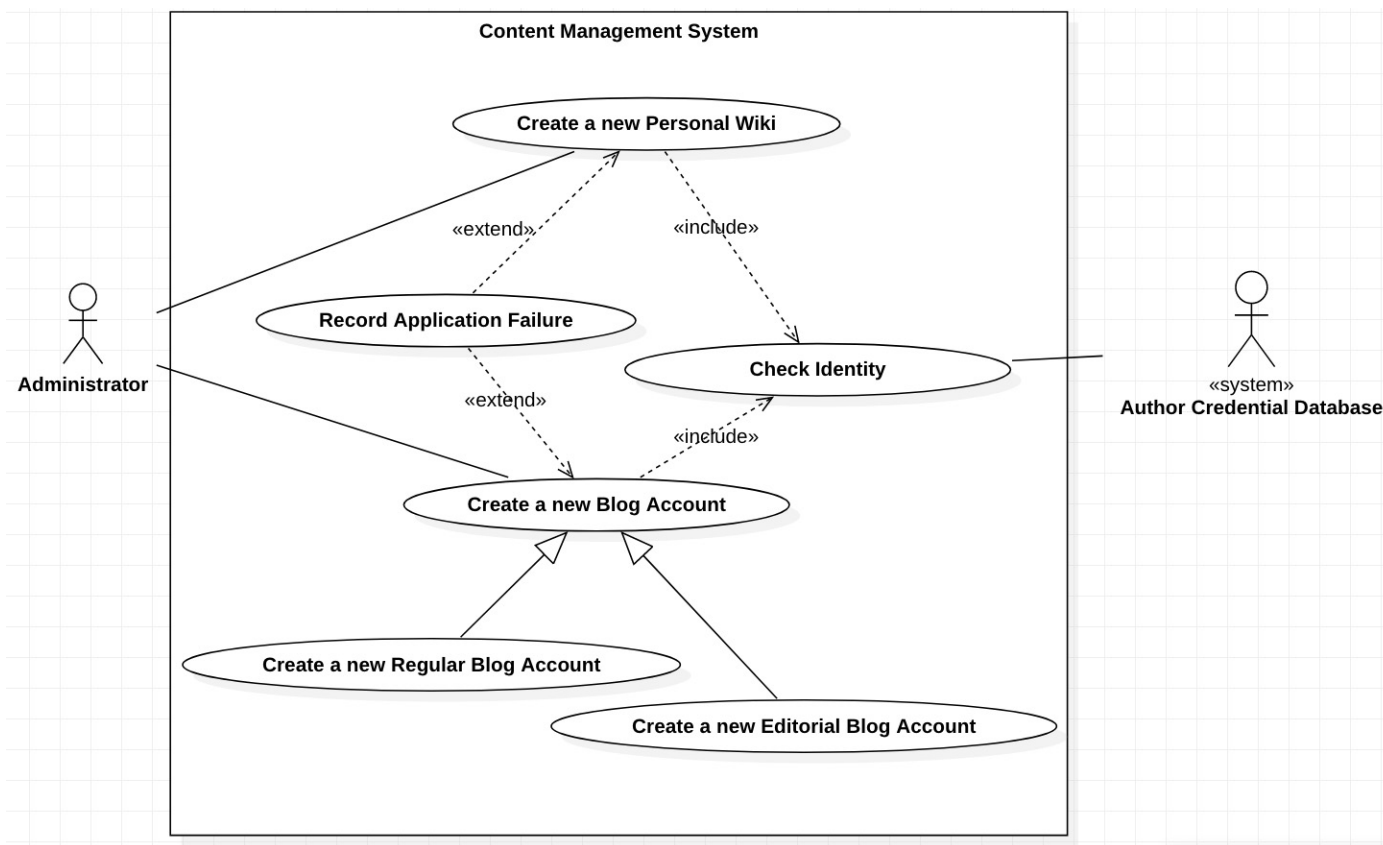 Content Management System
Create a new Personal Wiki
«extend»
«include»
Record Application Failure
Check Identity
Administrator
«system»
Author Credential Database
«extend»
«include»
Create a new Blog Account
Create a new Regular Blog Account
Create a new Editorial Blog Account